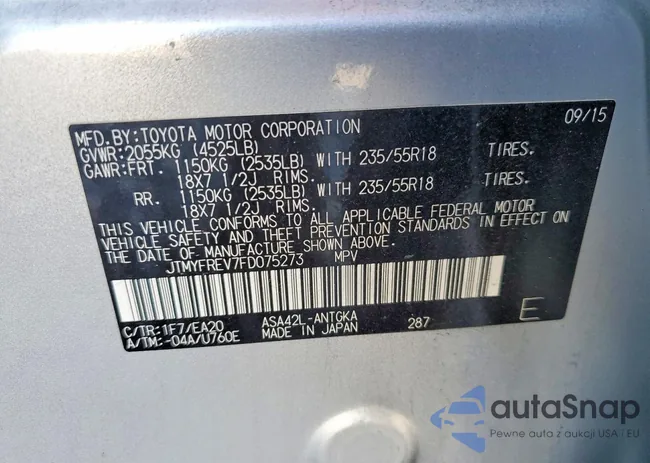 MFD.BY:TOYOTA MOTOR CORPORATION 09/15
GVWR:2055KG (4525LB)
GAWR:FRT. 1150KG (2535LB) WITH 235/55R18 TIRES.
18X7 1/2J RIMS.
RR. 1150KG (2535LB) WITH 235/55R18 TIRES.
18X7 1/2J RIMS.
THIS VEHICLE CONFORMS TO ALL APPLICABLE FEDERAL MOTOR
VEHICLE SAFETY AND THEFT PREVENTION STANDARDS IN EFFECT ON
THE DATE OF MANUFACTURE SHOWN ABOVE.
JTMYFREV7FD075273 MPV
C/TR:1F7/EA20 ASA42L-ANTGKA
A/TM:-04A/U760E MADE IN JAPAN 287 E
autaSnap
Pewne auta z aukcji USA i EU